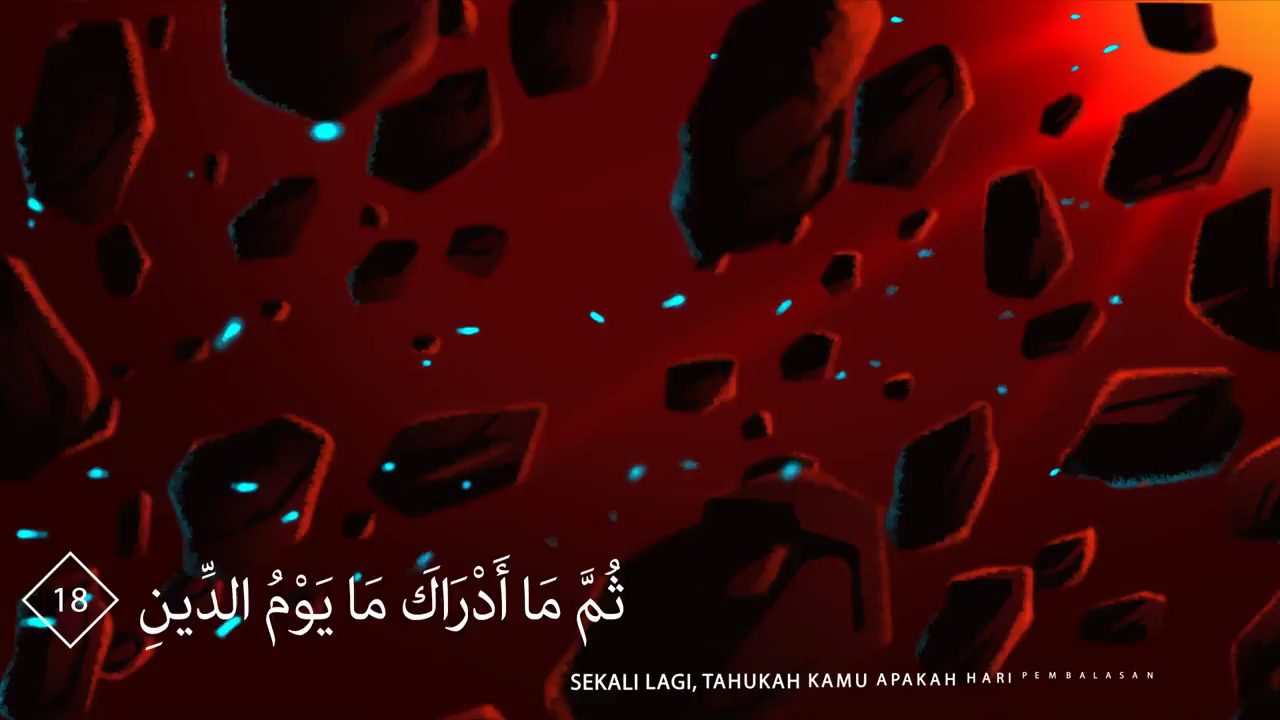 ثُمَّ مَا أَدْرَاكَ مَا يَوْمُ الدِّينِ
18
SEKALI LAGI, TAHUKAH KAMU APAKAH HARI PEMBALASAN